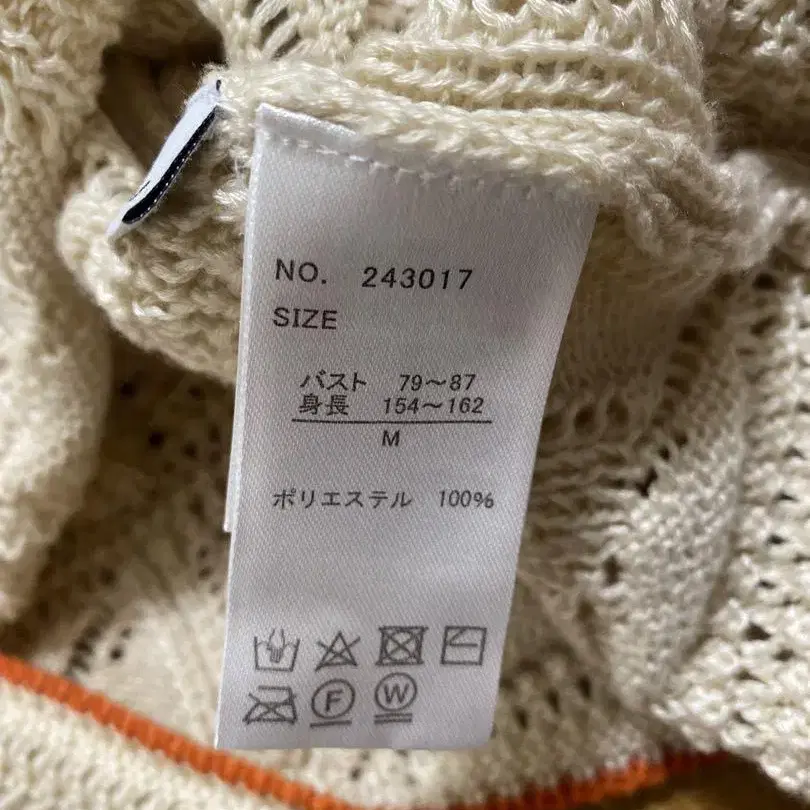 NO. 243017
SIZE
バスト 79〜87
身長 154〜162
M
ポリエステル 100%
F W